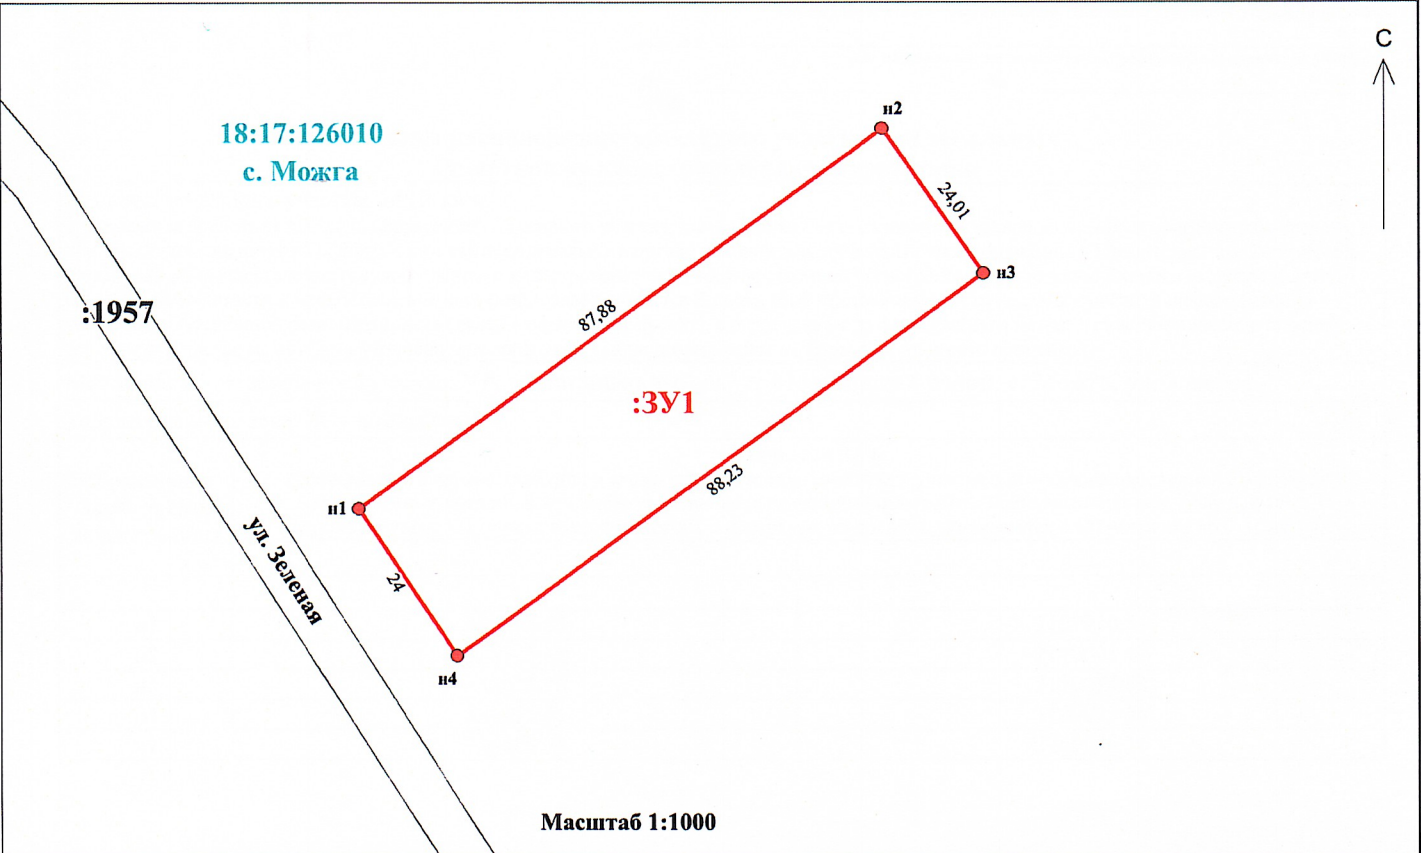 С
н2
18:17:126010
с. Можга
24,01
н3
:1957
87,88
:ЗУ1
88,23
н1
ул. Зеленая
24
н4
Масштаб 1:1000